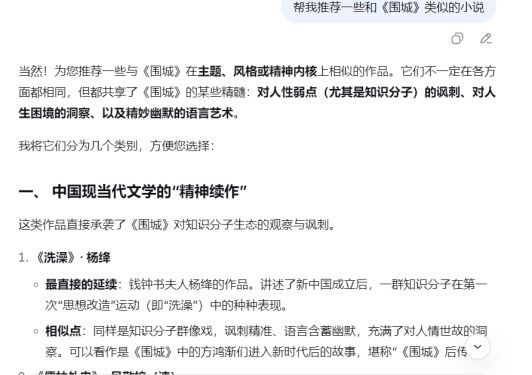 帮我推荐一些和《围城》类似的小说
当然！为您推荐一些与《围城》在主题、风格或精神内核上相似的作品。它们不一定在各方
面都相同，但都共享了《围城》的某些精髓：对人性弱点（尤其是知识分子）的讽刺、对人
生困境的洞察、以及精妙幽默的语言艺术。
我将它们分为几个类别，方便您选择：
一、 中国现当代文学的“精神续作”
这类作品直接承袭了《围城》对知识分子生态的观察与讽刺。
1. 《洗澡》· 杨绛
最直接的延续：钱钟书夫人杨绛的作品。讲述了新中国成立后，一群知识分子在第一
次“思想改造”运动（即“洗澡”）中的种种表现。
相似点：同样是知识分子群像戏，讽刺精准、语言含蓄幽默，充满了对人情世故的洞
察。可以看作是《围城》中的方鸿渐们进入新时代后的故事，堪称“《围城》后传